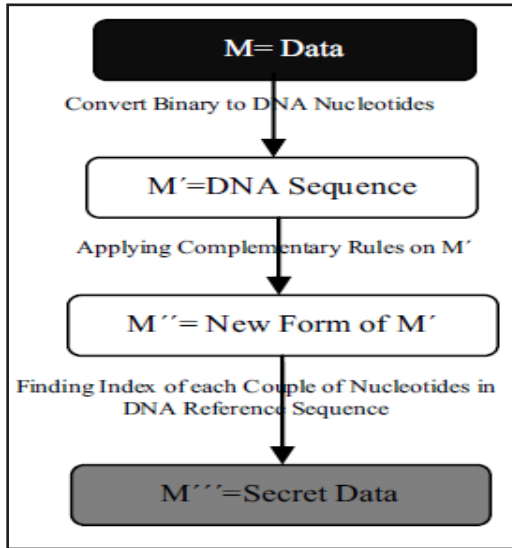 M= Data
Convert Binary to DNA Nucleotides
M´=DNA Sequence
Applying Complementary Rules on M´
M´´= New Form of M´
Finding Index of each Couple of Nucleotides in
DNA Reference Sequence
M´´´=Secret Data